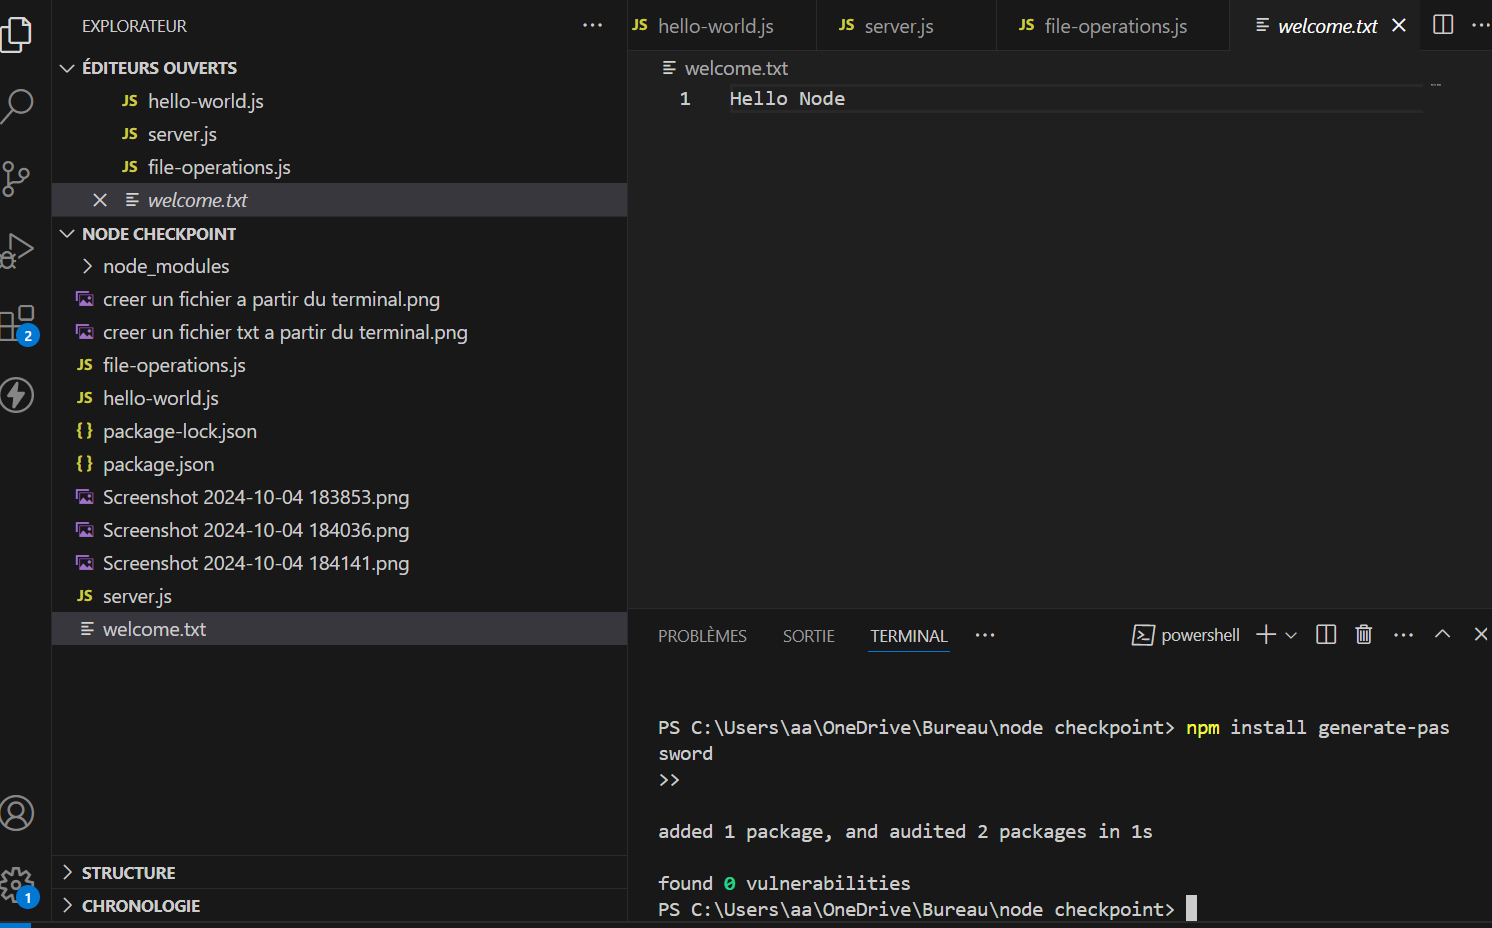 EXPLORATEUR
ÉDITEURS OUVERTS
JS hello-world.js
JS server.js
JS file-operations.js
welcome.txt
NODE CHECKPOINT
node_modules
creer un fichier a partir du terminal.png
creer un fichier txt a partir du terminal.png
JS file-operations.js
JS hello-world.js
{} package-lock.json
{} package.json
Screenshot 2024-10-04 183853.png
Screenshot 2024-10-04 184036.png
Screenshot 2024-10-04 184141.png
JS server.js
welcome.txt
STRUCTURE
CHRONOLOGIE
2
1
JS hello-world.js JS server.js JS file-operations.js welcome.txt
welcome.txt
1 Hello Node
PROBLÈMES SORTIE TERMINAL powershell
PS C:\Users\aa\OneDrive\Bureau\node checkpoint> npm install generate-pas
sword
>>
added 1 package, and audited 2 packages in 1s
found 0 vulnerabilities
PS C:\Users\aa\OneDrive\Bureau\node checkpoint>